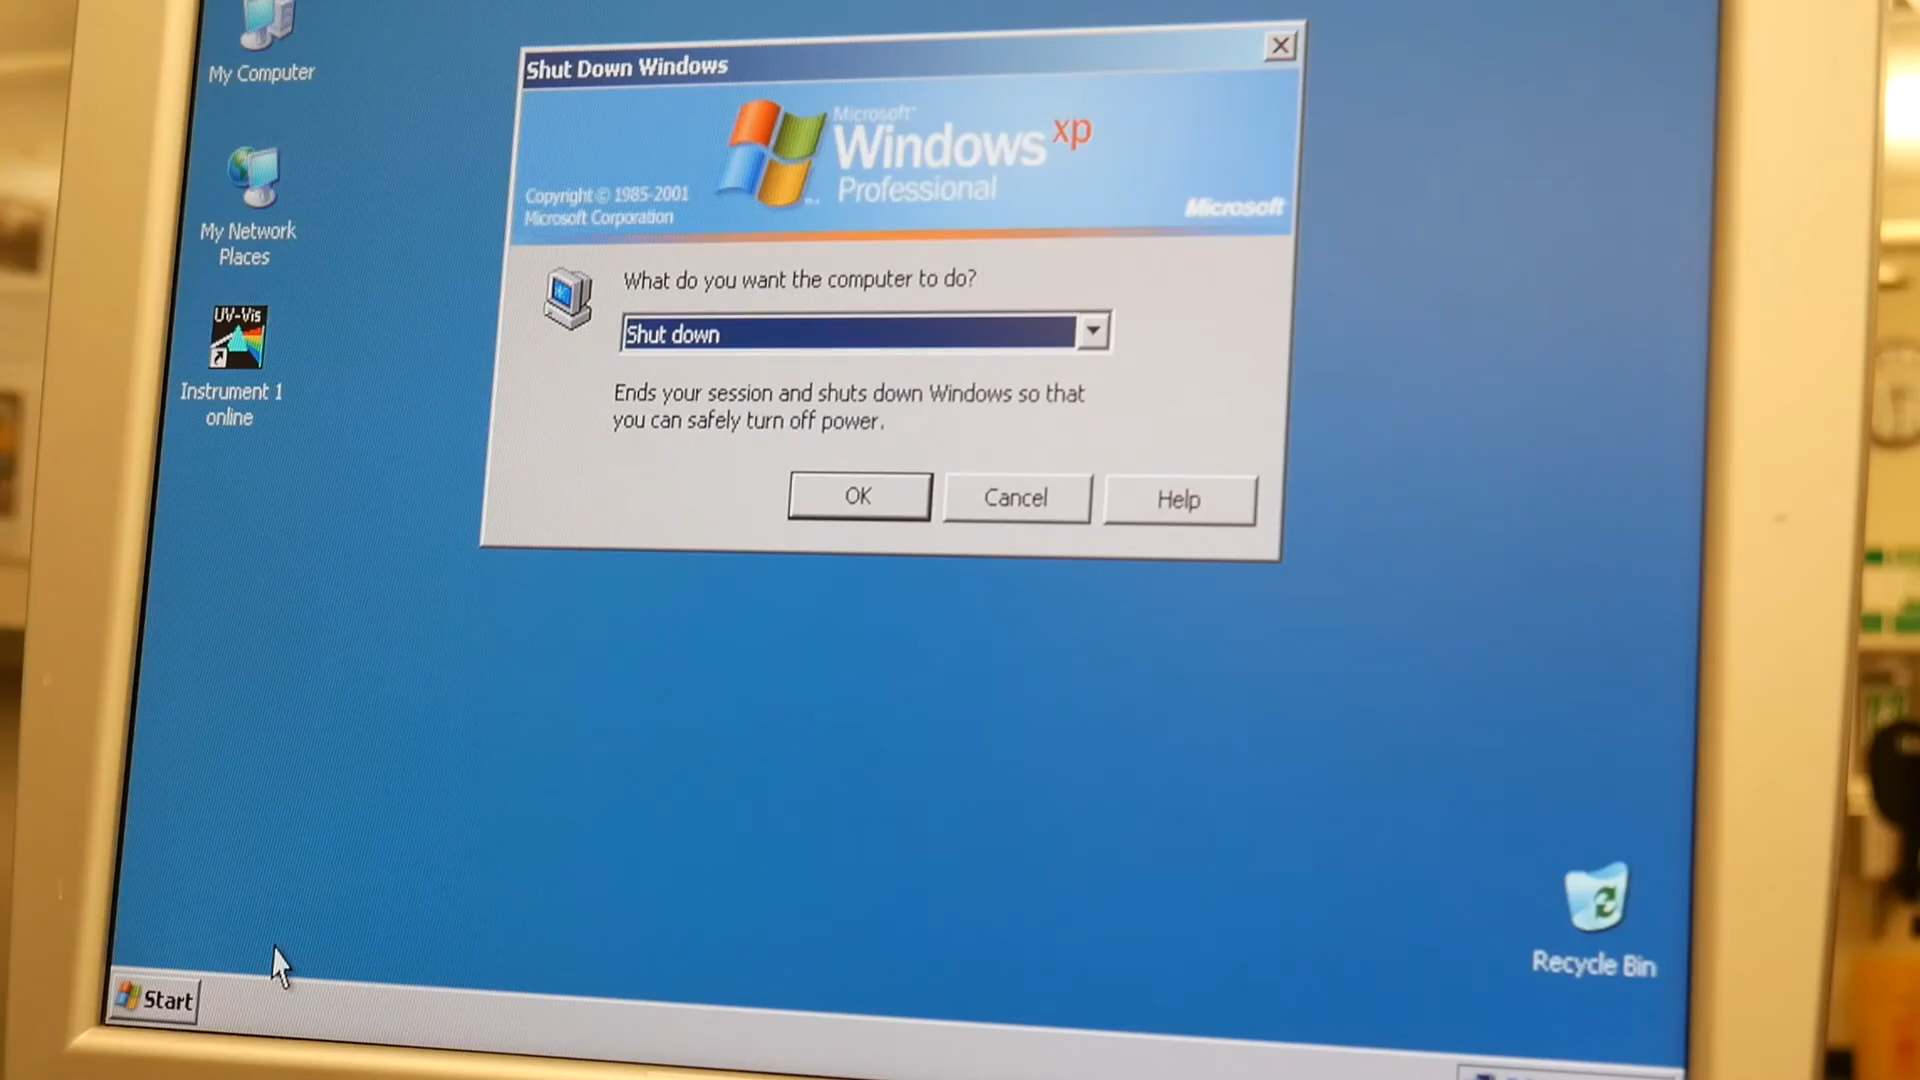 My Computer
My Network
Places
UV-Vis
Instrument 1
online
Shut Down Windows
Microsoft
Windows xp
Professional
Copyright © 1985-2001
Microsoft Corporation
Microsoft
What do you want the computer to do?
Shut down
Ends your session and shuts down Windows so that
you can safely turn off power.
OK
Cancel
Help
Recycle Bin
Start